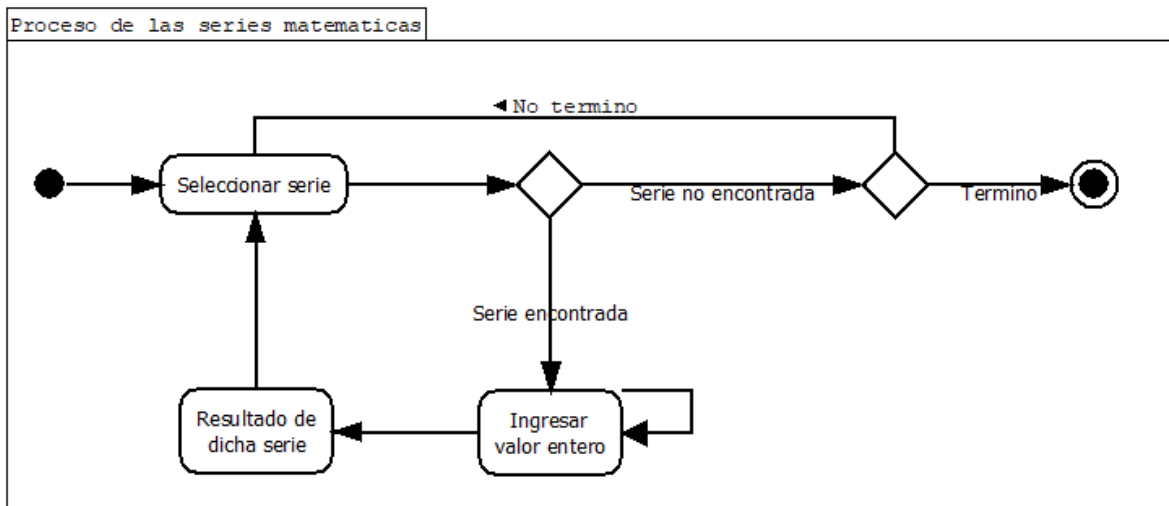 Proceso de las series matematicas
◄ No termino
Seleccionar serie
Serie no encontrada
Termino
Serie encontrada
Resultado de
dicha serie
Ingresar
valor entero